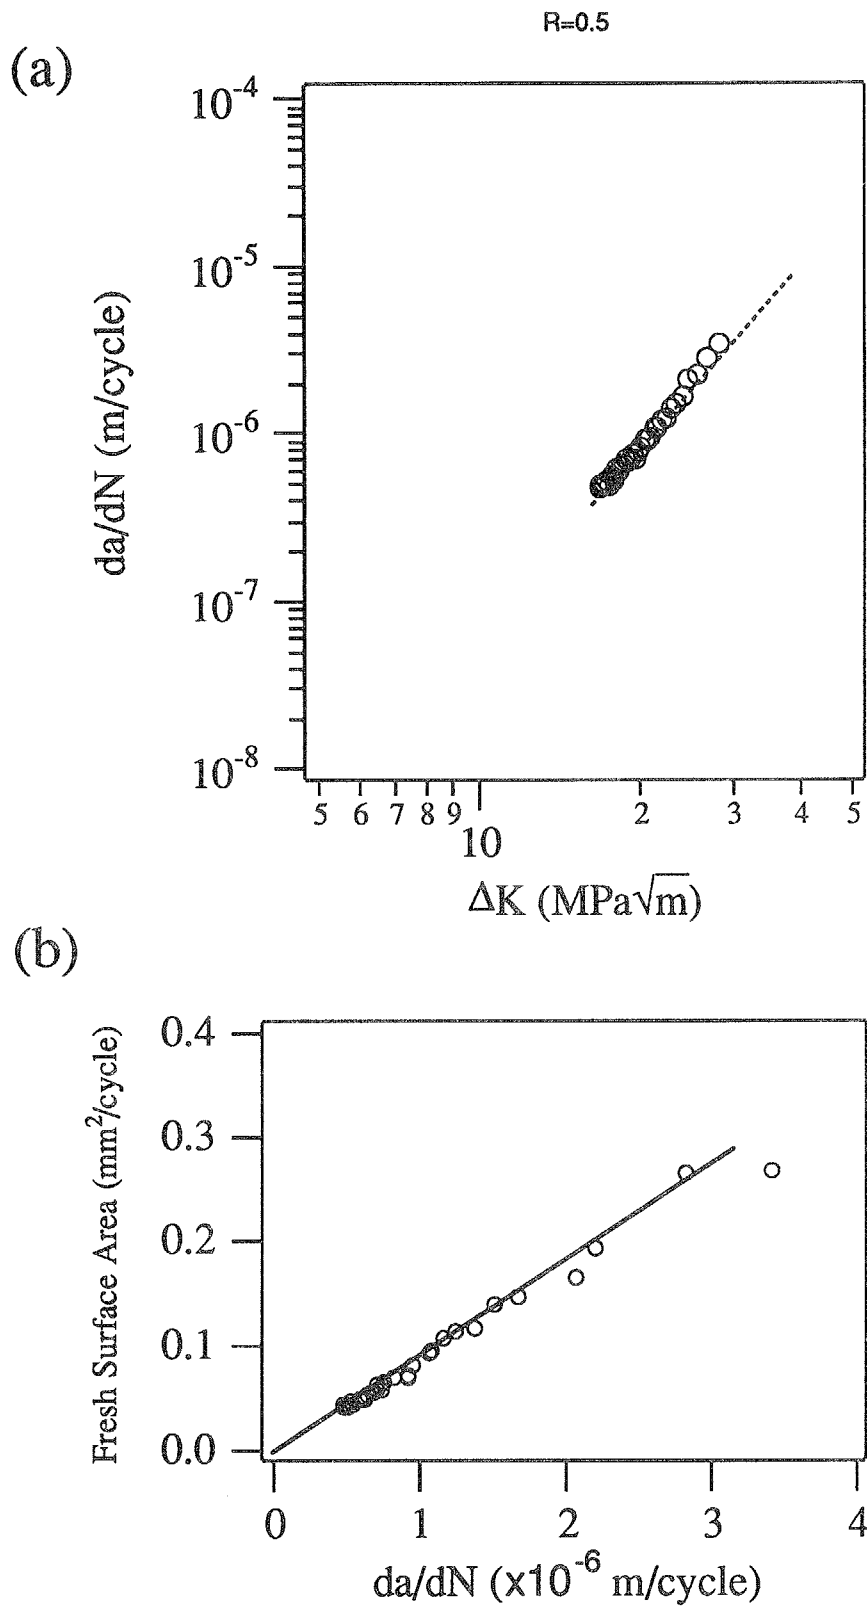 R=0.5
(a)
10-4
10-5
10-6
10-7
10-8
da/dN (m/cycle)
5 6 7 8 9 10 2 3 4 5
ΔK (MPa√m)
(b)
0.4
0.3
0.2
0.1
0.0
Fresh Surface Area (mm2/cycle)
0 1 2 3 4
da/dN (x10-6 m/cycle)